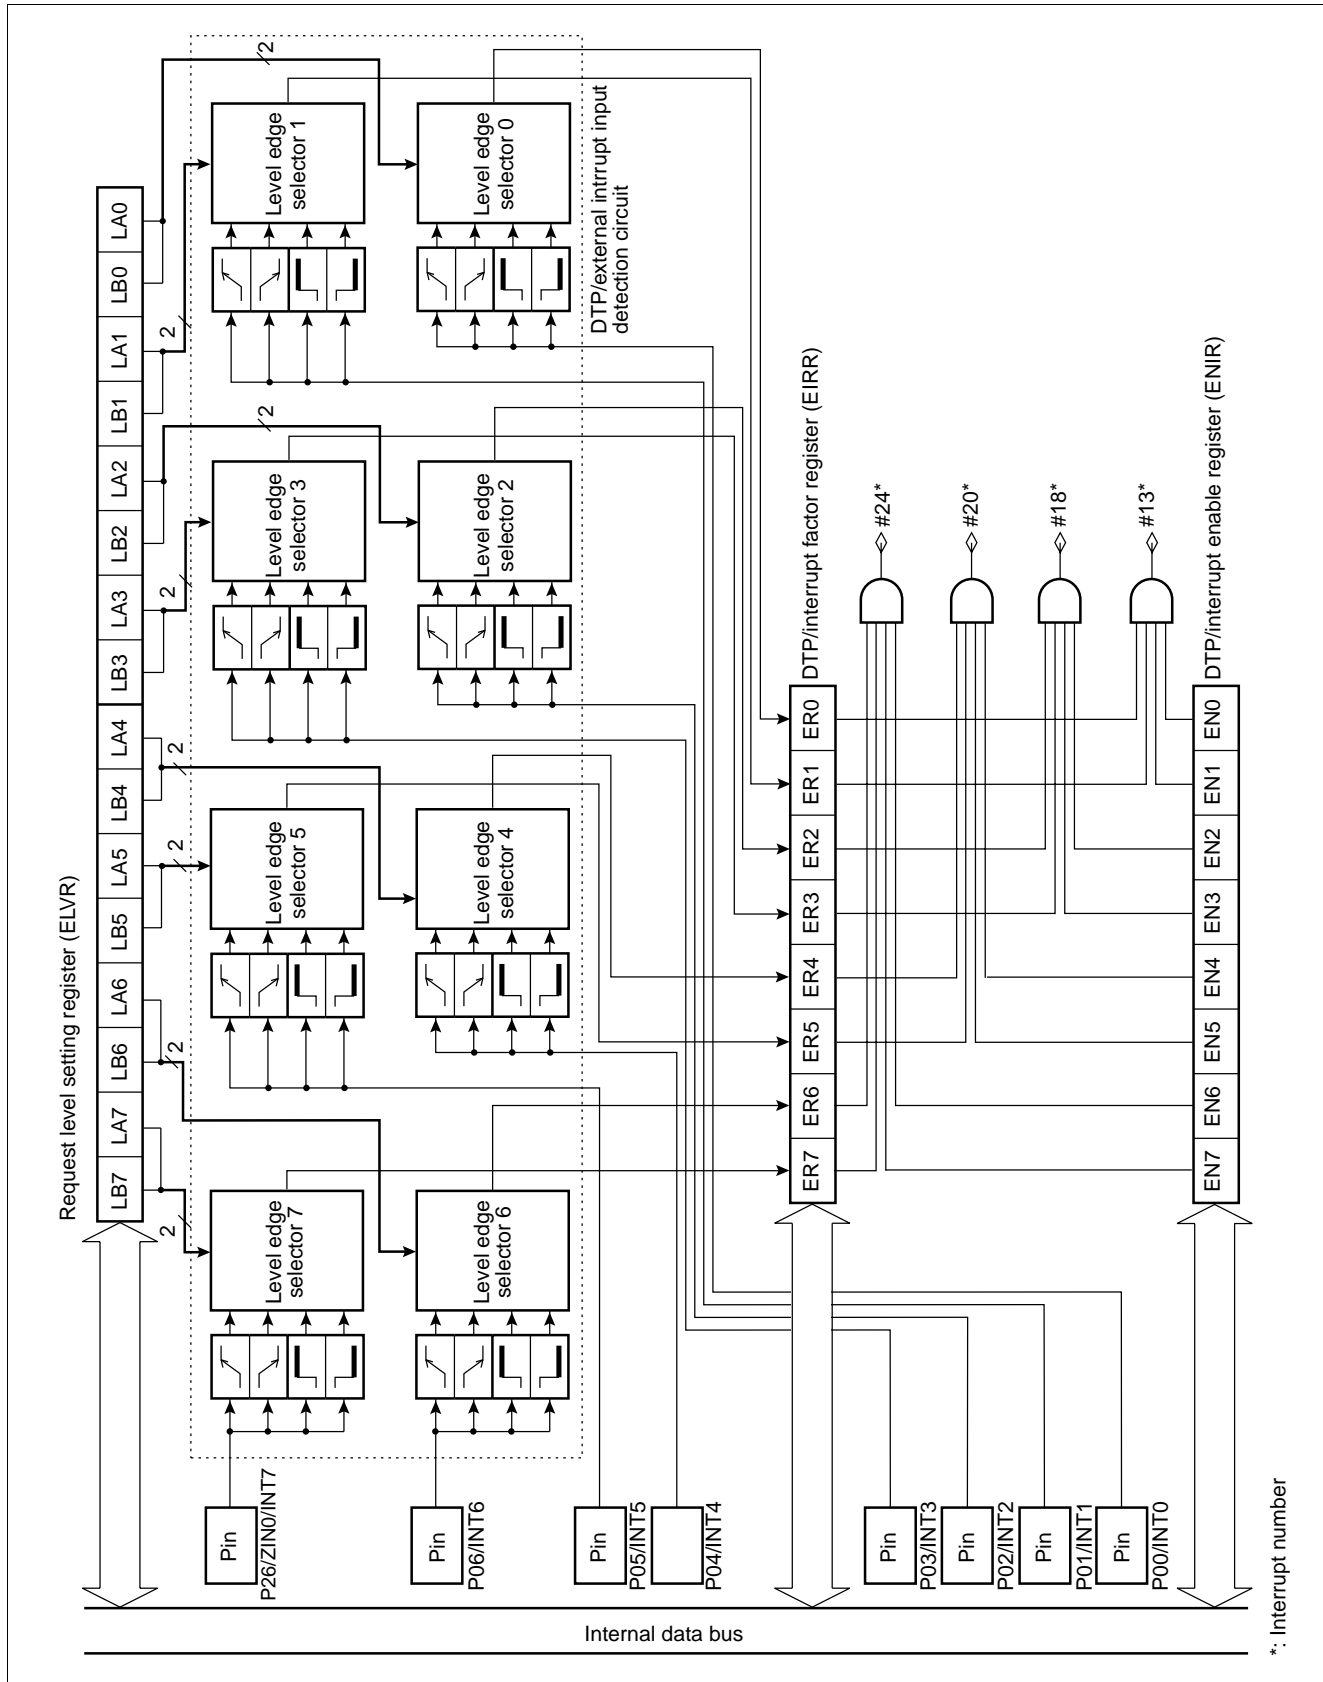 Request level setting register (ELVR)
LB7 LA7 LB6 LA6 LB5 LA5 LB4 LA4 LB3 LA3 LB2 LA2 LB1 LA1 LB0 LA0
2 2 2 2 2 2 2 2
Pin
P26/ZIN0/INT7
Level edge
selector 7
Level edge
selector 5
Level edge
selector 3
Level edge
selector 1
Pin
P06/INT6
Level edge
selector 6
Level edge
selector 4
Level edge
selector 2
Level edge
selector 0
DTP/external intrrupt input
detection circuit
Pin
P05/INT5
P04/INT4
DTP/interrupt factor register (EIRR)
ER7 ER6 ER5 ER4 ER3 ER2 ER1 ER0
Pin
P03/INT3
#24*
Pin
P02/INT2
#20*
Pin
P01/INT1
#18*
Pin
P00/INT0
#13*
DTP/interrupt enable register (ENIR)
EN7 EN6 EN5 EN4 EN3 EN2 EN1 EN0
Internal data bus
*: Interrupt number